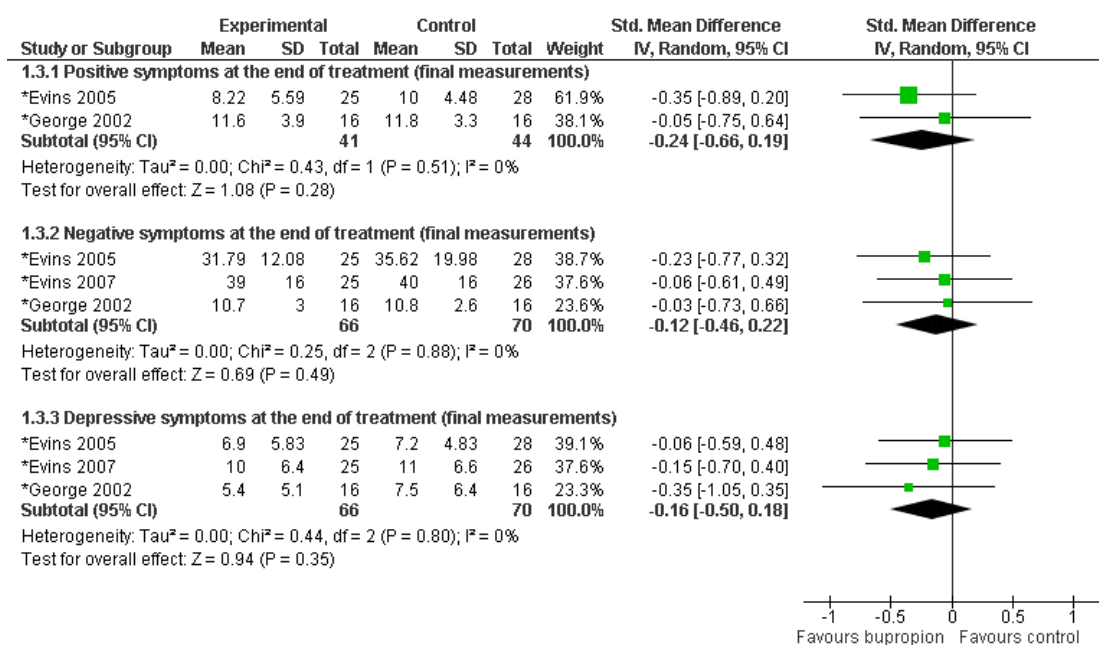 Experimental Control Std. Mean Difference Std. Mean Difference
Study or Subgroup Mean SD Total Mean SD Total Weight IV, Random, 95% CI IV, Random, 95% CI
1.3.1 Positive symptoms at the end of treatment (final measurements)
*Evins 2005 8.22 5.59 25 10 4.48 28 61.9% -0.35 [-0.89, 0.20]
*George 2002 11.6 3.9 16 11.8 3.3 16 38.1% -0.05 [-0.75, 0.64]
Subtotal (95% CI) 41 44 100.0% -0.24 [-0.66, 0.19]
Heterogeneity: Tau² = 0.00; Chi² = 0.43, df = 1 (P = 0.51); I² = 0%
Test for overall effect: Z = 1.08 (P = 0.28)
1.3.2 Negative symptoms at the end of treatment (final measurements)
*Evins 2005 31.79 12.08 25 35.62 19.98 28 38.7% -0.23 [-0.77, 0.32]
*Evins 2007 39 16 25 40 16 26 37.6% -0.06 [-0.61, 0.49]
*George 2002 10.7 3 16 10.8 2.6 16 23.6% -0.03 [-0.73, 0.66]
Subtotal (95% CI) 66 70 100.0% -0.12 [-0.46, 0.22]
Heterogeneity: Tau² = 0.00; Chi² = 0.25, df = 2 (P = 0.88); I² = 0%
Test for overall effect: Z = 0.69 (P = 0.49)
1.3.3 Depressive symptoms at the end of treatment (final measurements)
*Evins 2005 6.9 5.83 25 7.2 4.83 28 39.1% -0.06 [-0.59, 0.48]
*Evins 2007 10 6.4 25 11 6.6 26 37.6% -0.15 [-0.70, 0.40]
*George 2002 5.4 5.1 16 7.5 6.4 16 23.3% -0.35 [-1.05, 0.35]
Subtotal (95% CI) 66 70 100.0% -0.16 [-0.50, 0.18]
Heterogeneity: Tau² = 0.00; Chi² = 0.44, df = 2 (P = 0.80); I² = 0%
Test for overall effect: Z = 0.94 (P = 0.35)
-1 -0.5 0 0.5 1
Favours bupropion Favours control